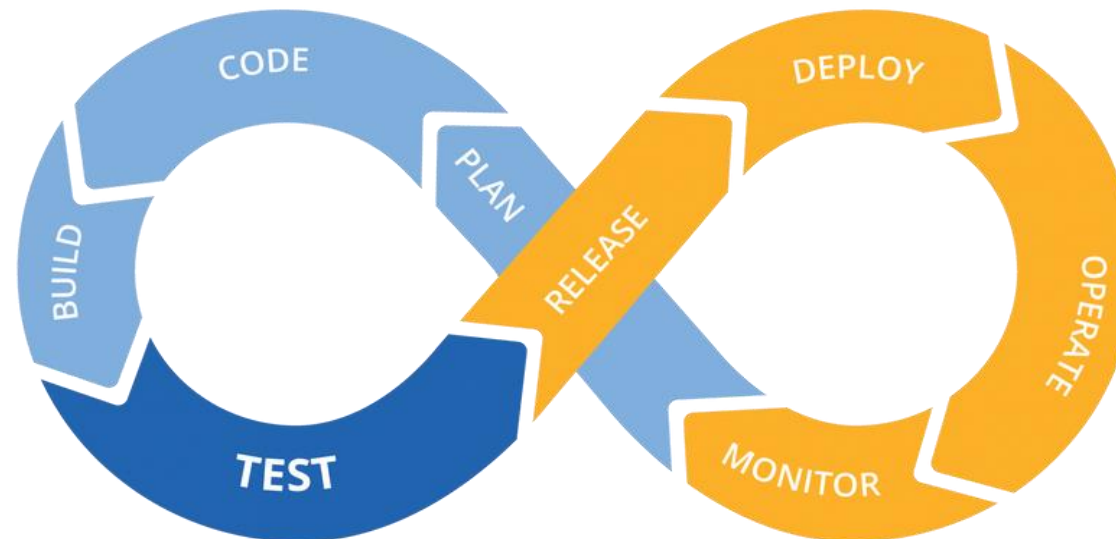 CODE
DEPLOY
PLAN
BUILD
RELEASE
OPERATE
TEST
MONITOR